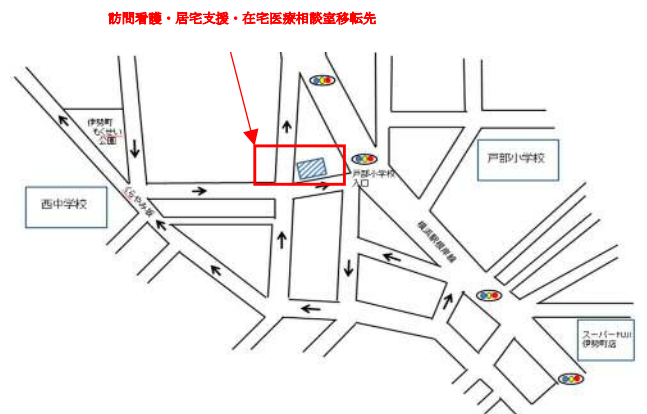 訪問看護・居宅支援・在宅医療相談室移転先
伊勢町
もくせい
公園
戸部小学校
戸部小学校
入口
西中学校
くらやみ坂
横浜駅根岸線
スーパーFUJI
伊勢町店